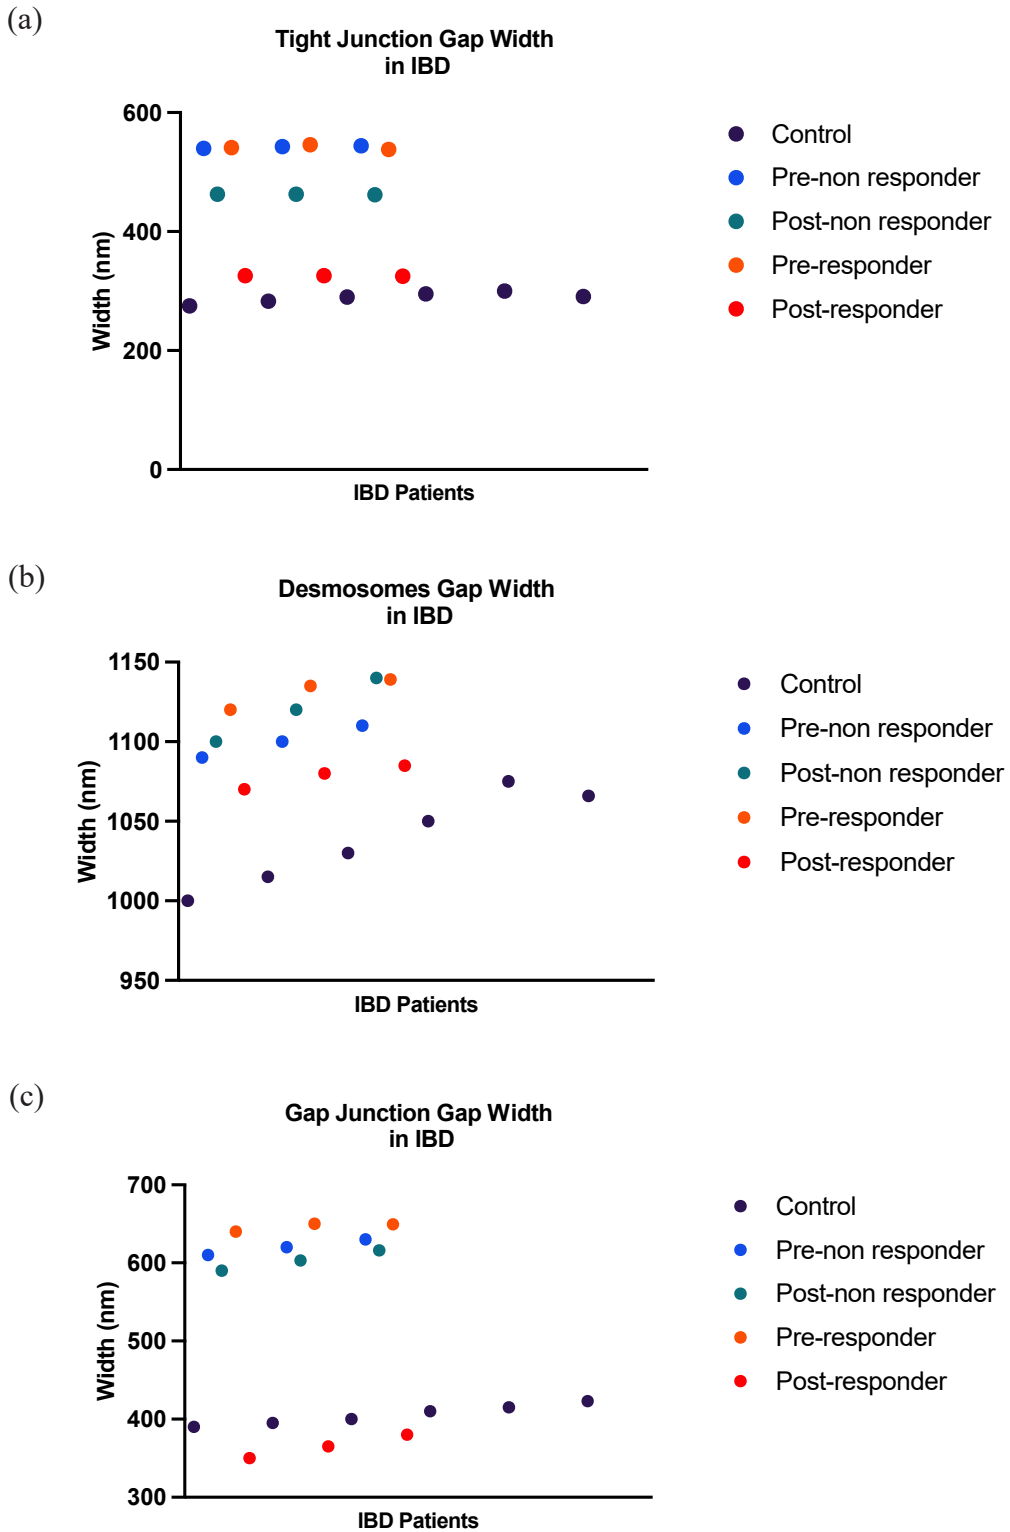 (a)
Tight Junction Gap Width
in IBD
600
400
200
0
Width (nm)
IBD Patients
Control
Pre-non responder
Post-non responder
Pre-responder
Post-responder
(b)
Desmosomes Gap Width
in IBD
1150
1100
1050
1000
950
Width (nm)
IBD Patients
Control
Pre-non responder
Post-non responder
Pre-responder
Post-responder
(c)
Gap Junction Gap Width
in IBD
700
600
500
400
300
Width (nm)
IBD Patients
Control
Pre-non responder
Post-non responder
Pre-responder
Post-responder